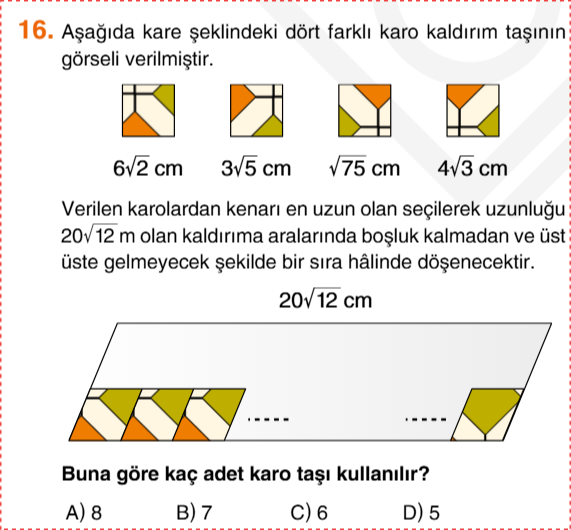 16. Aşağıda kare şeklindeki dört farklı karo kaldırım taşının
görseli verilmiştir.
6√2 cm 3√5 cm √75 cm 4√3 cm
Verilen karolardan kenarı en uzun olan seçilerek uzunluğu
20√12 m olan kaldırıma aralarında boşluk kalmadan ve üst
üste gelmeyecek şekilde bir sıra hâlinde döşenecektir.
20√12 cm
Buna göre kaç adet karo taşı kullanılır?
A) 8 B) 7 C) 6 D) 5